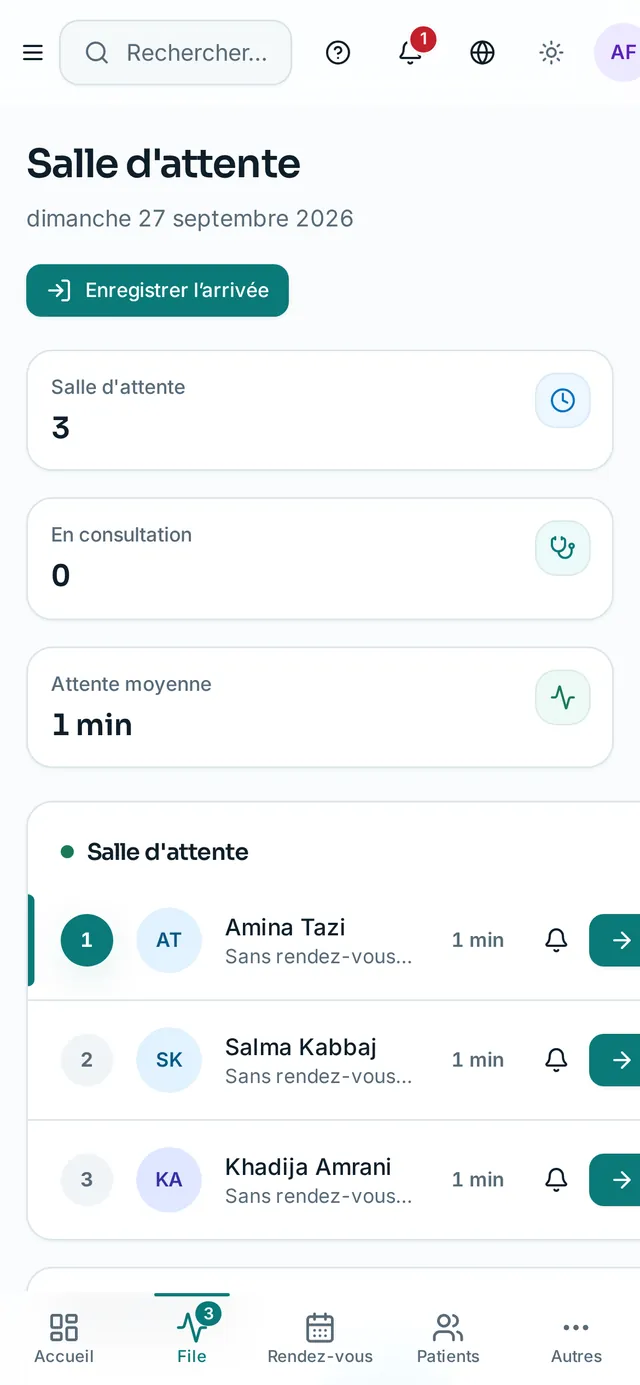 Rechercher...
1
AF
Salle d'attente
dimanche 27 septembre 2026
Enregistrer l’arrivée
Salle d'attente
3
En consultation
0
Attente moyenne
1 min
Salle d'attente
1
AT
Amina Tazi
Sans rendez-vous...
1 min
2
SK
Salma Kabbaj
Sans rendez-vous...
1 min
3
KA
Khadija Amrani
Sans rendez-vous...
1 min
3
Accueil
File
Rendez-vous
Patients
Autres